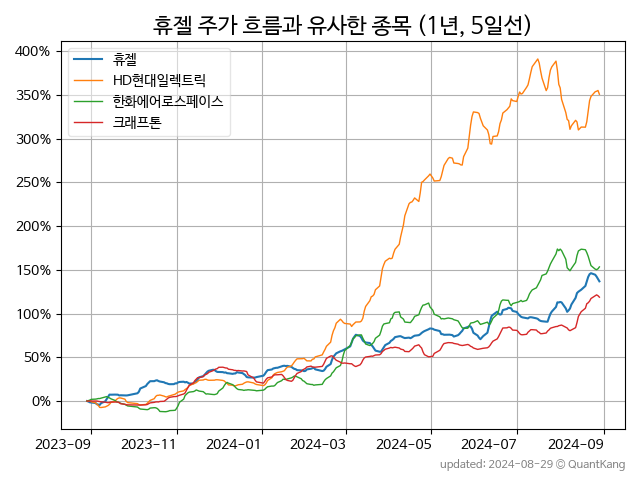 휴젤 주가 흐름과 유사한 종목 (1년, 5일선)
400%
350%
300%
250%
200%
150%
100%
50%
0%
휴젤
HD현대일렉트릭
한화에어로스페이스
크래프톤
2023-09 2023-11 2024-01 2024-03 2024-05 2024-07 2024-09
updated: 2024-08-29 © QuantKang